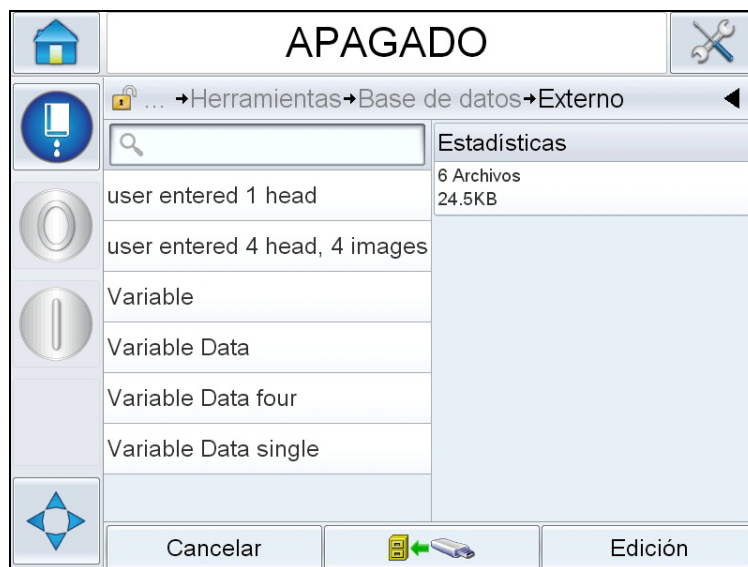 APAGADO
... →Herramientas→Base de datos→Externo
Estadísticas
6 Archivos
24.5KB
user entered 1 head
user entered 4 head, 4 images
Variable
Variable Data
Variable Data four
Variable Data single
Cancelar
Edición